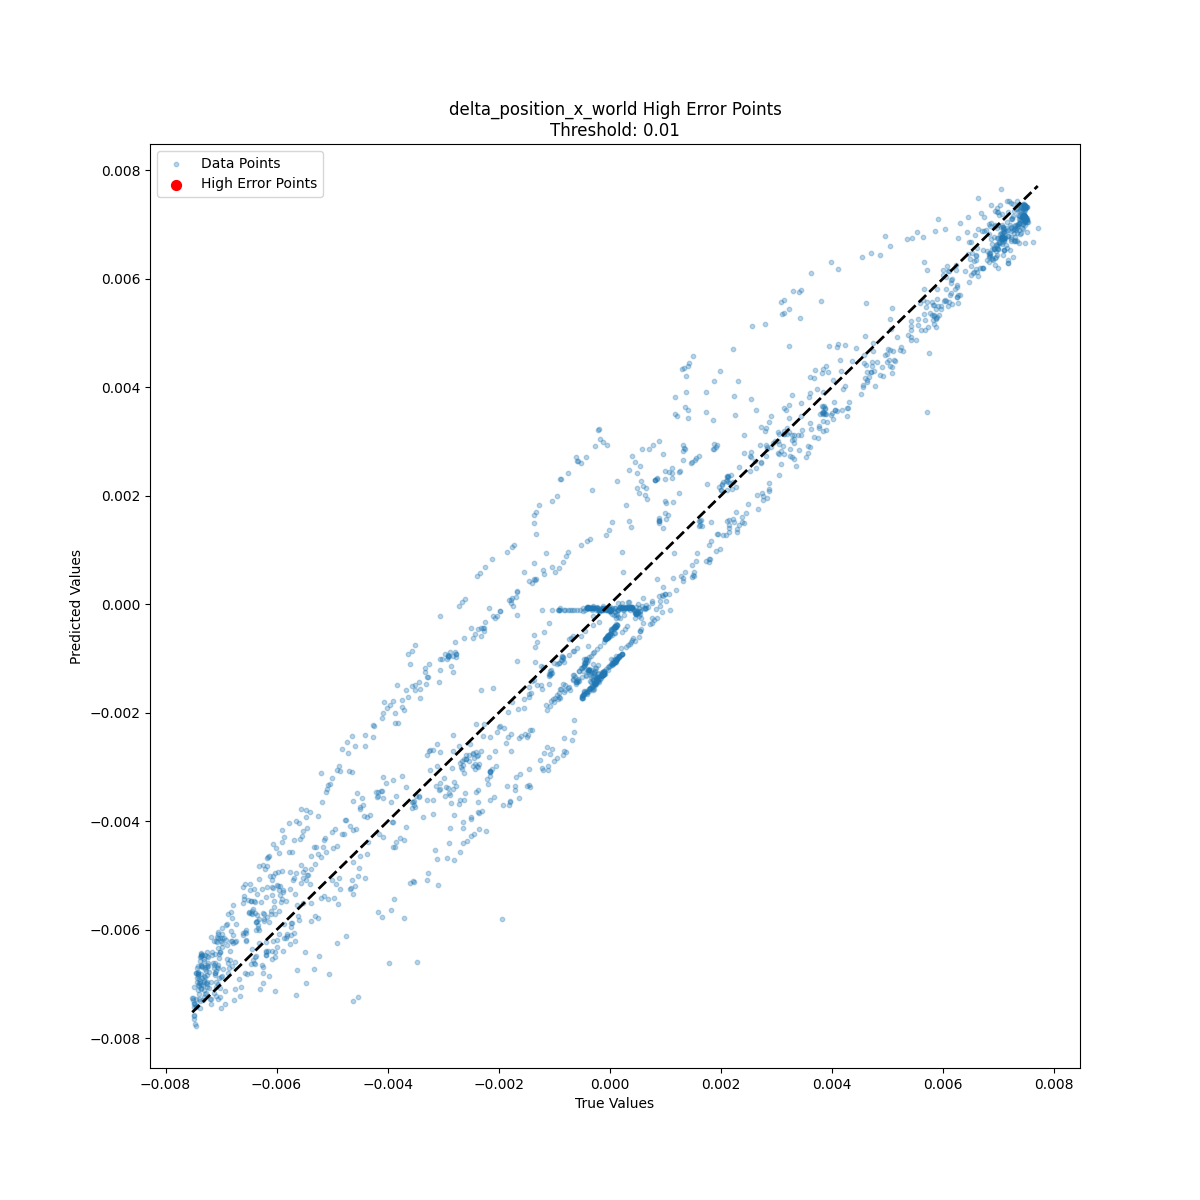 delta_position_x_world High Error Points
Threshold: 0.01
Data Points
High Error Points
0.008
0.006
0.004
0.002
0.000
−0.002
−0.004
−0.006
−0.008
Predicted Values
−0.008 −0.006 −0.004 −0.002 0.000 0.002 0.004 0.006 0.008
True Values